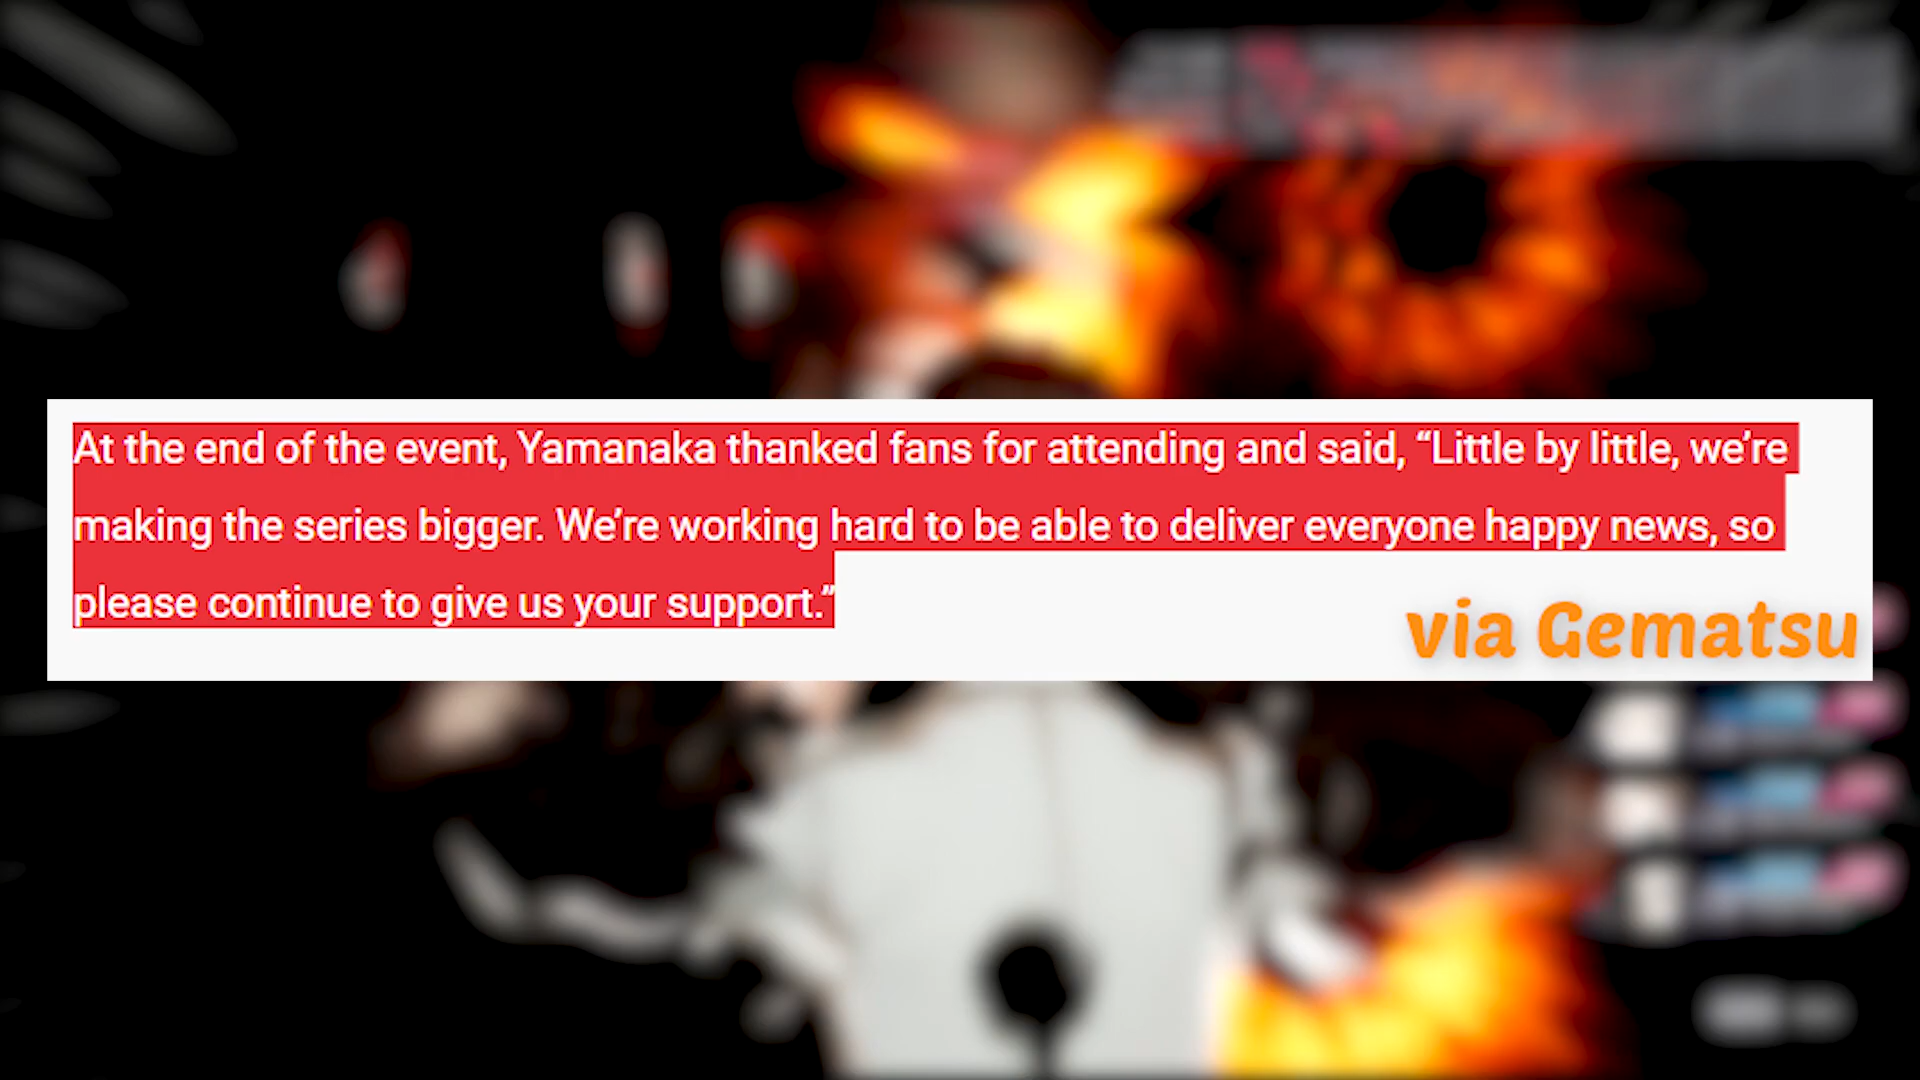 At the end of the event, Yamanaka thanked fans for attending and said, “Little by little, we’re
making the series bigger. We’re working hard to be able to deliver everyone happy news, so
please continue to give us your support.”
via Gematsu